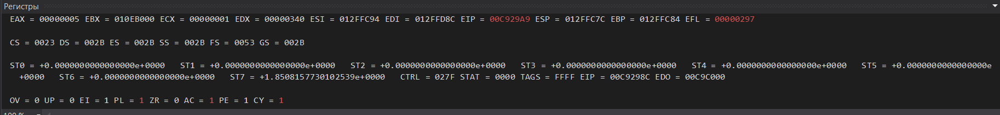 Регистры
EAX = 00000005 EBX = 010EB000 ECX = 00000001 EDX = 00000340 ESI = 012FFC94 EDI = 012FFD8C EIP = 00C929A9 ESP = 012FFC7C EBP = 012FFC84 EFL = 00000297
CS = 0023 DS = 002B ES = 002B SS = 002B FS = 0053 GS = 002B
ST0 = +0.0000000000000000e+0000 ST1 = +0.0000000000000000e+0000 ST2 = +0.0000000000000000e+0000 ST3 = +0.0000000000000000e+0000 ST4 = +0.0000000000000000e+0000 ST5 = +0.0000000000000000e
+0000 ST6 = +0.0000000000000000e+0000 ST7 = +1.8508157730102539e+0000 CTRL = 027F STAT = 0000 TAGS = FFFF EIP = 00C9298C EDO = 00C9C000
OV = 0 UP = 0 EI = 1 PL = 1 ZR = 0 AC = 1 PE = 1 CY = 1
100 %